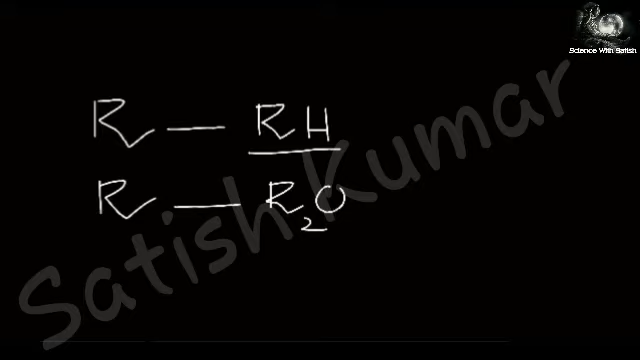 Science With Satish
R — RH
R — R₂O
Satish Kumar